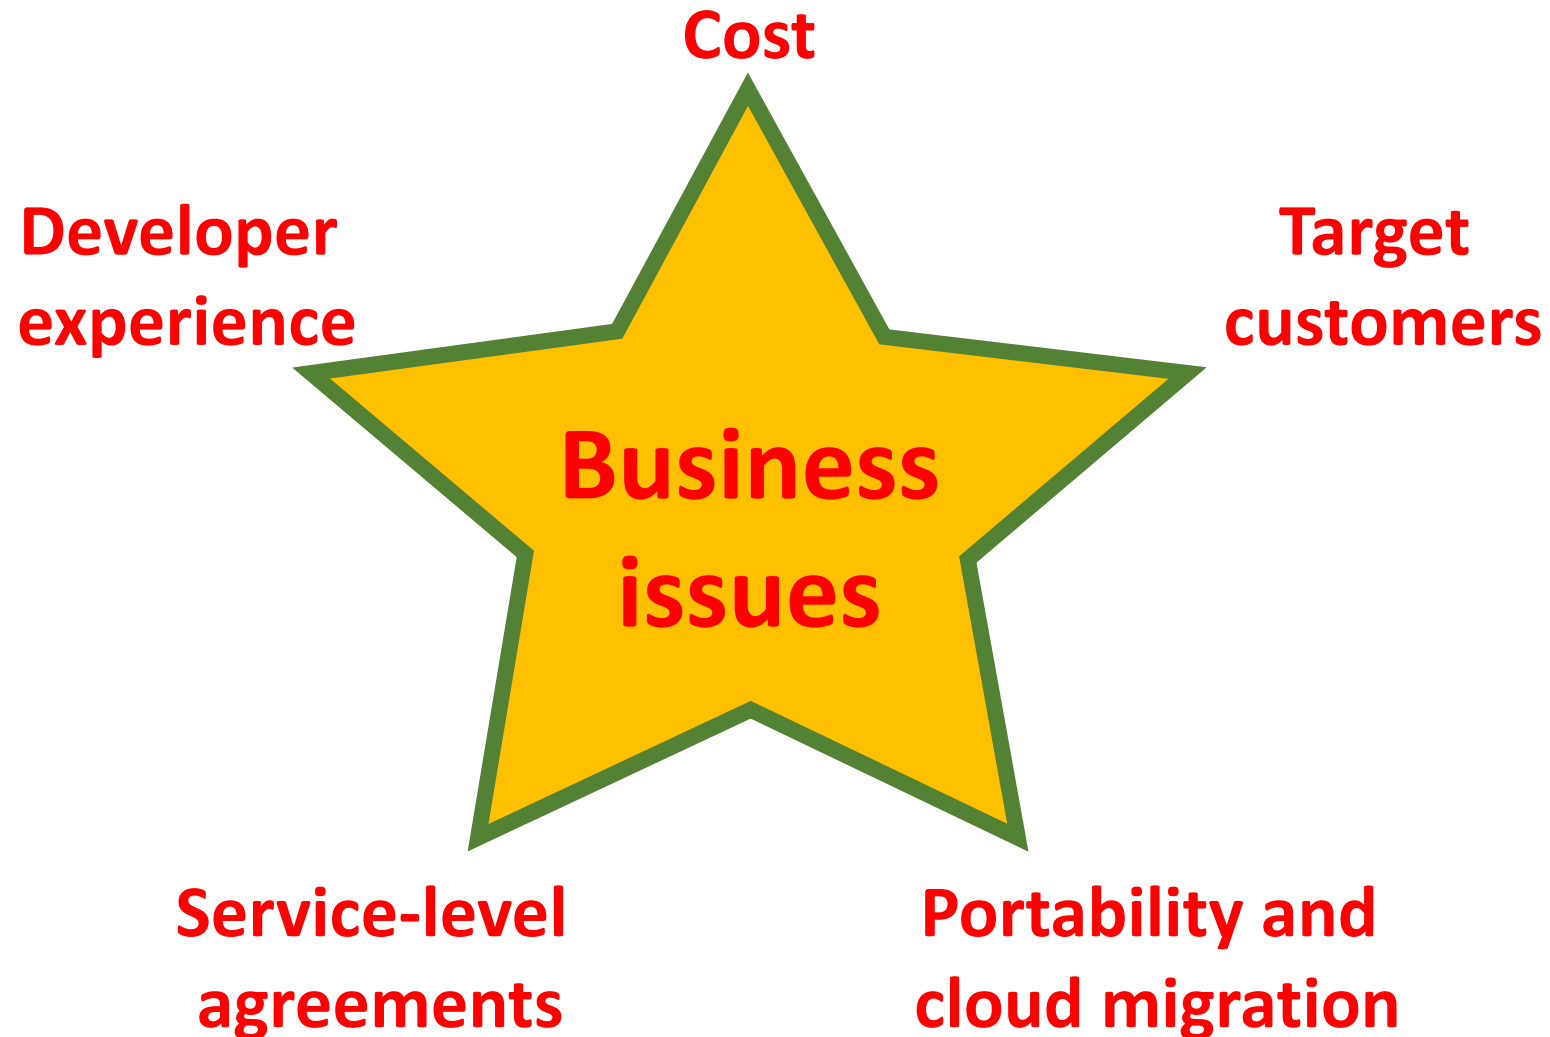 Cost
Developer
experience
Target
customers
Business
issues
Service-level
agreements
Portability and
cloud migration